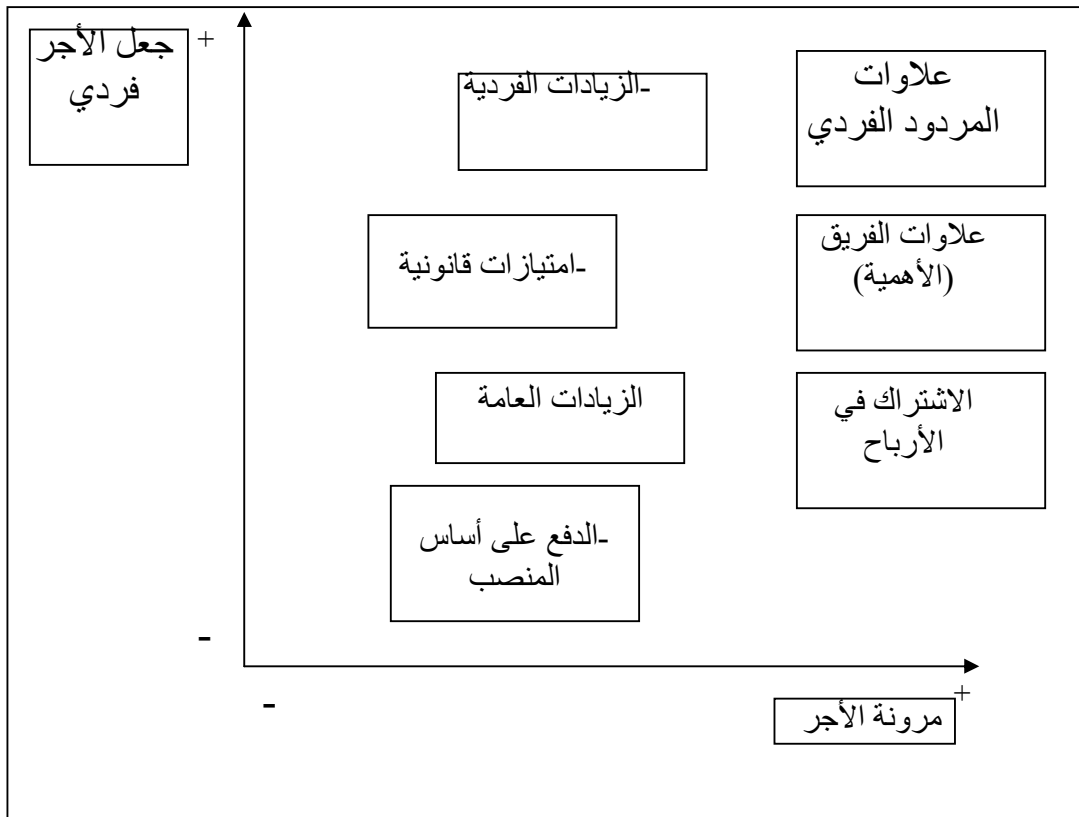 جعل الأجر
فردي
+
-الزيادات الفردية
علاوات
المردود الفردي
-امتيازات قانونية
علاوات الفريق
(الأهمية)
الزيادات العامة
الاشتراك في
الأرباح
-الدفع على أساس
المنصب
-
-
+
مرونة الأجر